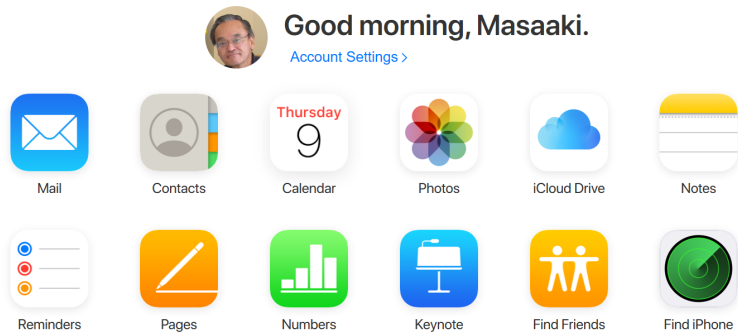 Good morning, Masaaki.
Account Settings >
Thursday
9
Mail
Contacts
Calendar
Photos
iCloud Drive
Notes
Reminders
Pages
Numbers
Keynote
Find Friends
Find iPhone